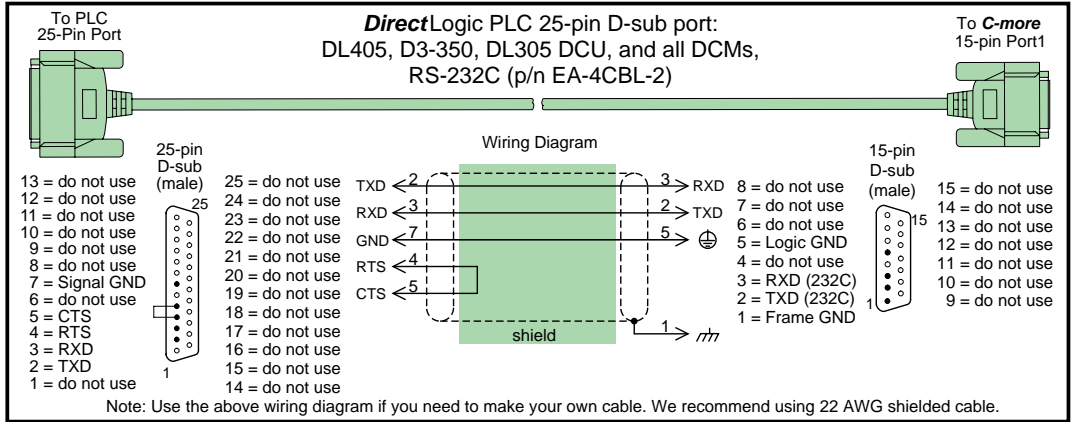 To PLC
25-Pin Port
DirectLogic PLC 25-pin D-sub port:
DL405, D3-350, DL305 DCU, and all DCMs,
RS-232C (p/n EA-4CBL-2)
To C-more
15-pin Port1
Wiring Diagram
25-pin
D-sub
(male)
25
1
13 = do not use
12 = do not use
11 = do not use
10 = do not use
9 = do not use
8 = do not use
7 = Signal GND
6 = do not use
5 = CTS
4 = RTS
3 = RXD
2 = TXD
1 = do not use
25 = do not use
24 = do not use
23 = do not use
22 = do not use
21 = do not use
20 = do not use
19 = do not use
18 = do not use
17 = do not use
16 = do not use
15 = do not use
14 = do not use
TXD 2 3 RXD
RXD 3 2 TXD
GND 7 5
RTS 4
CTS 5
shield
1
8 = do not use
7 = do not use
6 = do not use
5 = Logic GND
4 = do not use
3 = RXD (232C)
2 = TXD (232C)
1 = Frame GND
15-pin
D-sub
(male)
15
1
15 = do not use
14 = do not use
13 = do not use
12 = do not use
11 = do not use
10 = do not use
9 = do not use
Note: Use the above wiring diagram if you need to make your own cable. We recommend using 22 AWG shielded cable.